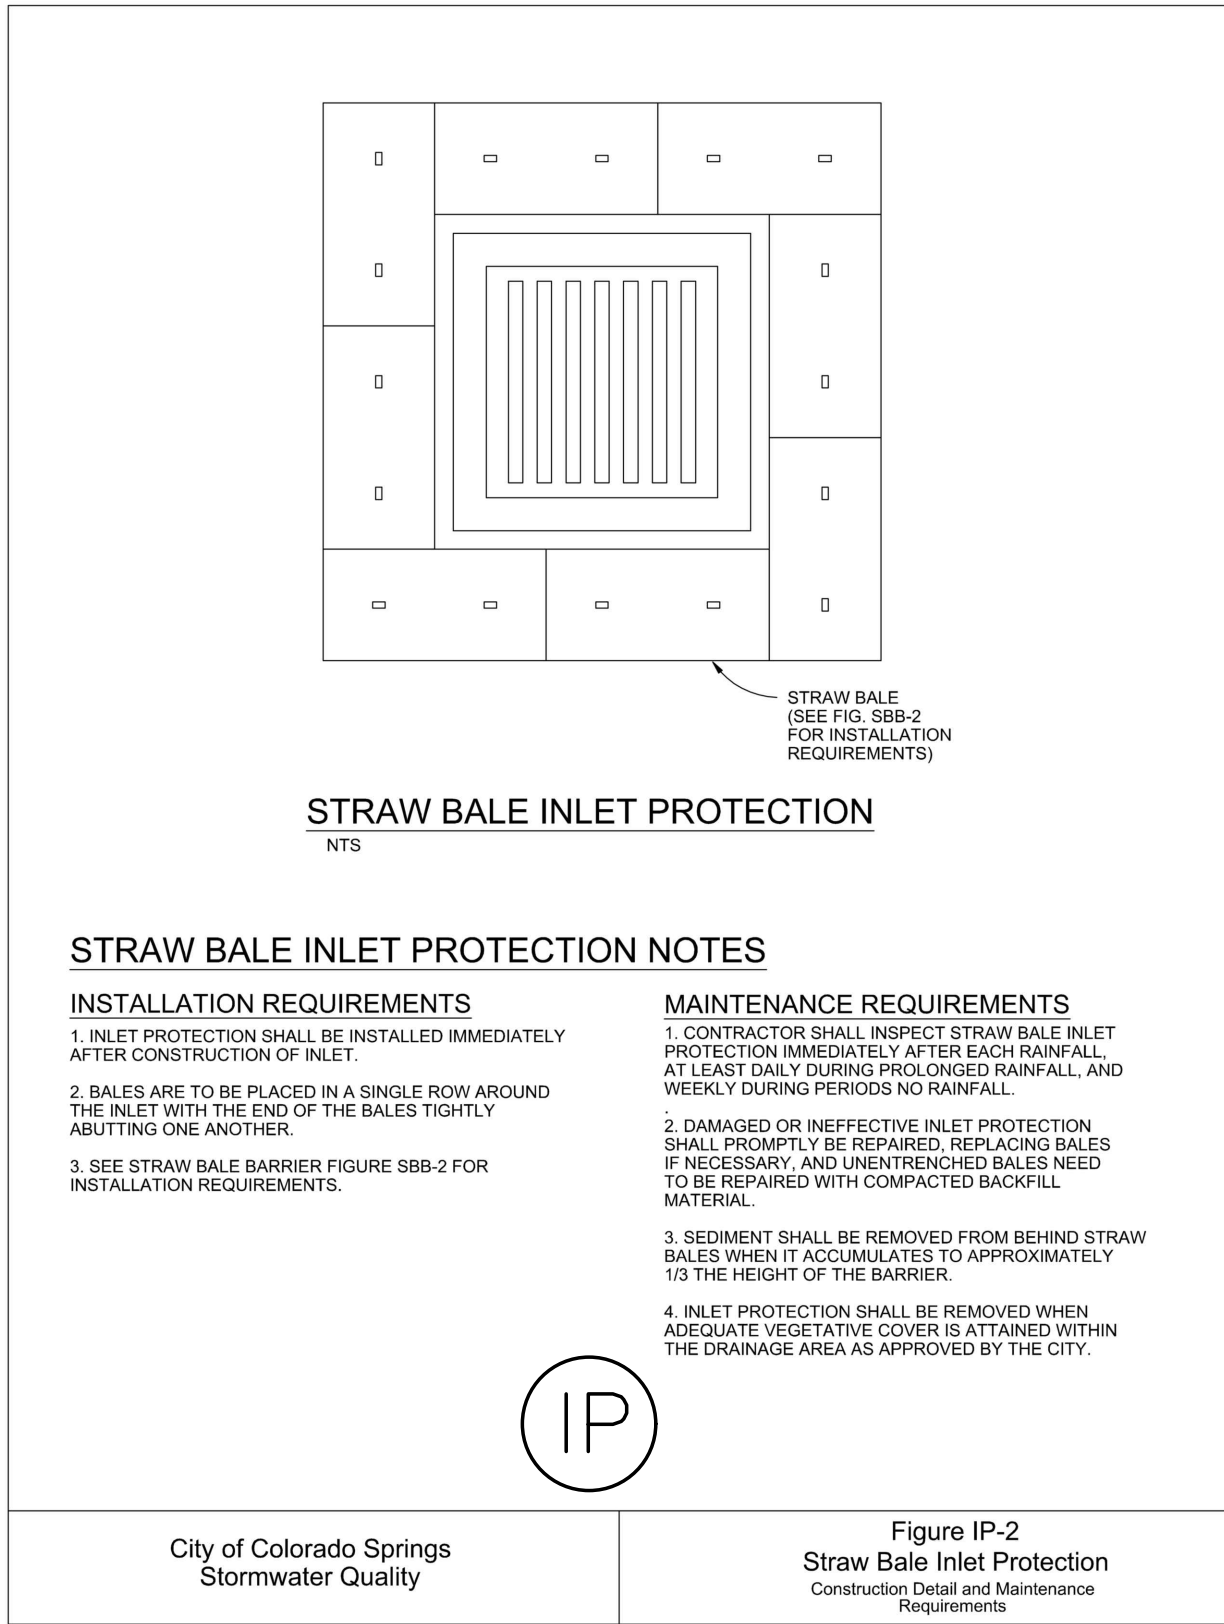 STRAW BALE
(SEE FIG. SBB-2
FOR INSTALLATION
REQUIREMENTS)
STRAW BALE INLET PROTECTION
NTS
STRAW BALE INLET PROTECTION NOTES
INSTALLATION REQUIREMENTS
1. INLET PROTECTION SHALL BE INSTALLED IMMEDIATELY
AFTER CONSTRUCTION OF INLET.
2. BALES ARE TO BE PLACED IN A SINGLE ROW AROUND
THE INLET WITH THE END OF THE BALES TIGHTLY
ABUTTING ONE ANOTHER.
3. SEE STRAW BALE BARRIER FIGURE SBB-2 FOR
INSTALLATION REQUIREMENTS.
MAINTENANCE REQUIREMENTS
1. CONTRACTOR SHALL INSPECT STRAW BALE INLET
PROTECTION IMMEDIATELY AFTER EACH RAINFALL,
AT LEAST DAILY DURING PROLONGED RAINFALL, AND
WEEKLY DURING PERIODS NO RAINFALL.
.
2. DAMAGED OR INEFFECTIVE INLET PROTECTION
SHALL PROMPTLY BE REPAIRED, REPLACING BALES
IF NECESSARY, AND UNENTRENCHED BALES NEED
TO BE REPAIRED WITH COMPACTED BACKFILL
MATERIAL.
3. SEDIMENT SHALL BE REMOVED FROM BEHIND STRAW
BALES WHEN IT ACCUMULATES TO APPROXIMATELY
1/3 THE HEIGHT OF THE BARRIER.
4. INLET PROTECTION SHALL BE REMOVED WHEN
ADEQUATE VEGETATIVE COVER IS ATTAINED WITHIN
THE DRAINAGE AREA AS APPROVED BY THE CITY.
IP
City of Colorado Springs
Stormwater Quality
Figure IP-2
Straw Bale Inlet Protection
Construction Detail and Maintenance
Requirements